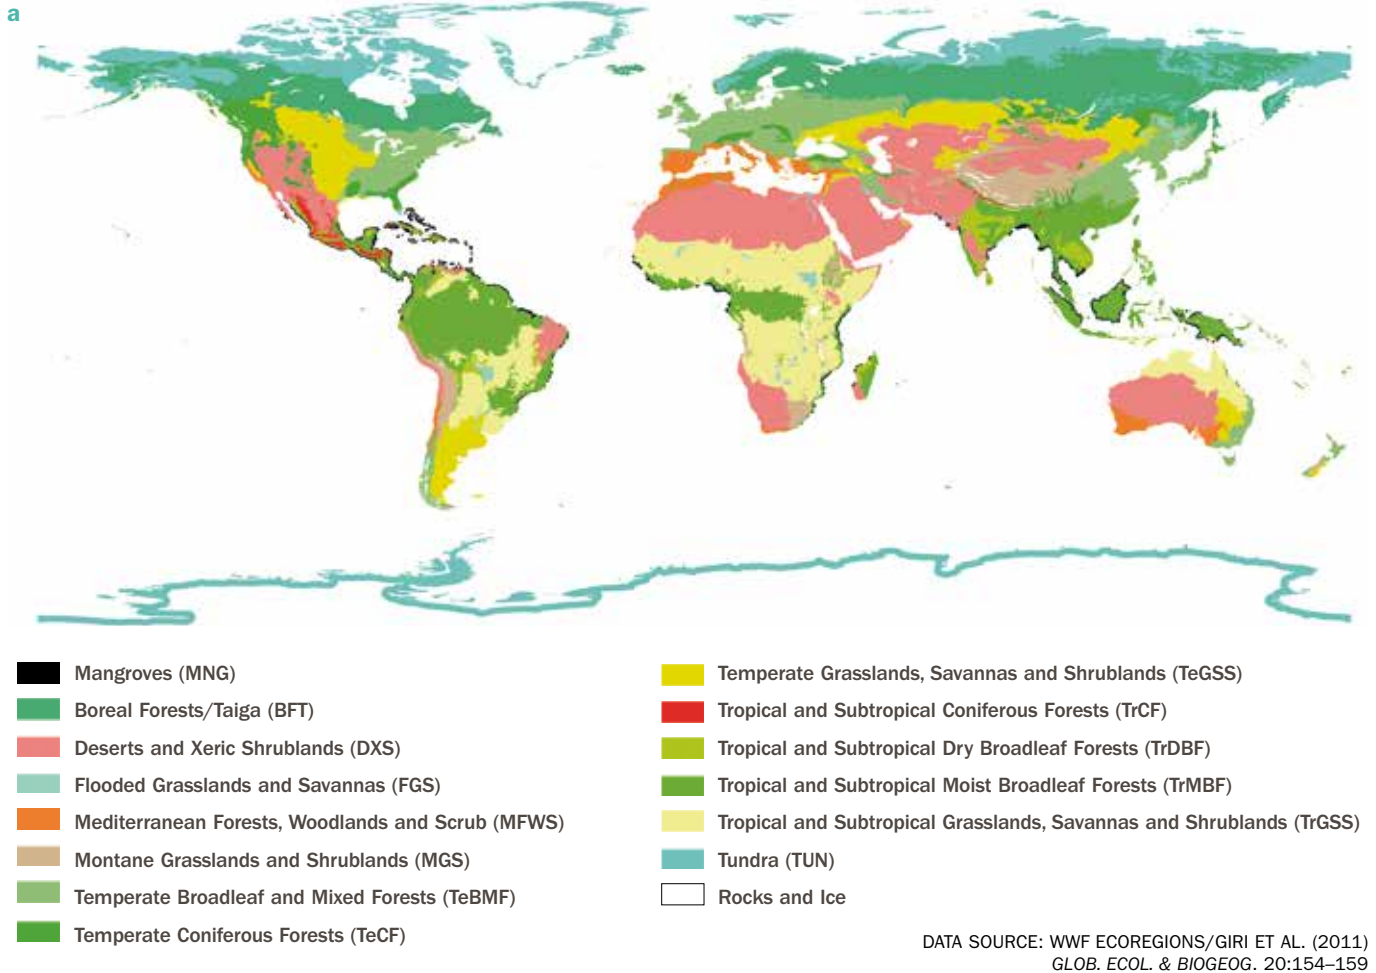 a
Mangroves (MNG)
Boreal Forests/Taiga (BFT)
Deserts and Xeric Shrublands (DXS)
Flooded Grasslands and Savannas (FGS)
Mediterranean Forests, Woodlands and Scrub (MFWS)
Montane Grasslands and Shrublands (MGS)
Temperate Broadleaf and Mixed Forests (TeBMF)
Temperate Coniferous Forests (TeCF)
Temperate Grasslands, Savannas and Shrublands (TeGSS)
Tropical and Subtropical Coniferous Forests (TrCF)
Tropical and Subtropical Dry Broadleaf Forests (TrDBF)
Tropical and Subtropical Moist Broadleaf Forests (TrMBF)
Tropical and Subtropical Grasslands, Savannas and Shrublands (TrGSS)
Tundra (TUN)
Rocks and Ice
DATA SOURCE: WWF ECOREGIONS/GIRI ET AL. (2011)
GLOB. ECOL. & BIOGEOG. 20:154–159